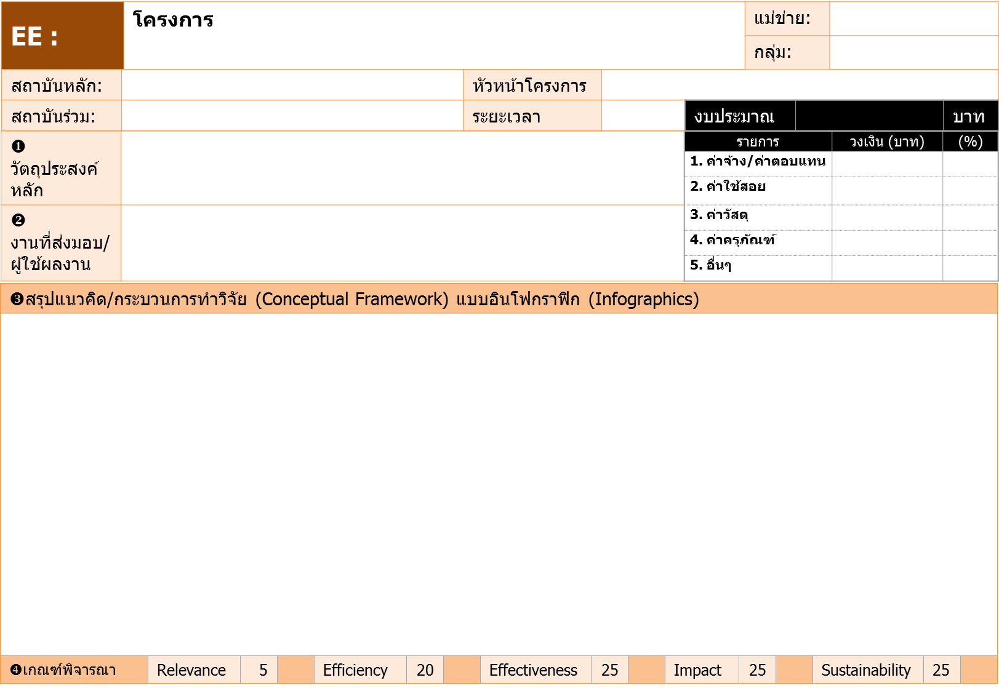 EE :
โครงการ
แม่ข่าย:
กลุ่ม:
สถาบันหลัก:
หัวหน้าโครงการ
สถาบันร่วม:
ระยะเวลา
งบประมาณ
บาท
รายการ
วงเงิน (บาท)
(%)
❶
วัตถุประสงค์
หลัก
1. ค่าจ้าง/ค่าตอบแทน
2. ค่าใช้สอย
❷
งานที่ส่งมอบ/
ผู้ใช้ผลงาน
3. ค่าวัสดุ
4. ค่าครุภัณฑ์
5. อื่นๆ
❸สรุปแนวคิด/กระบวนการทำวิจัย (Conceptual Framework) แบบอินโฟกราฟิก (Infographics)
❹เกณฑ์พิจารณา Relevance 5 Efficiency 20 Effectiveness 25 Impact 25 Sustainability 25